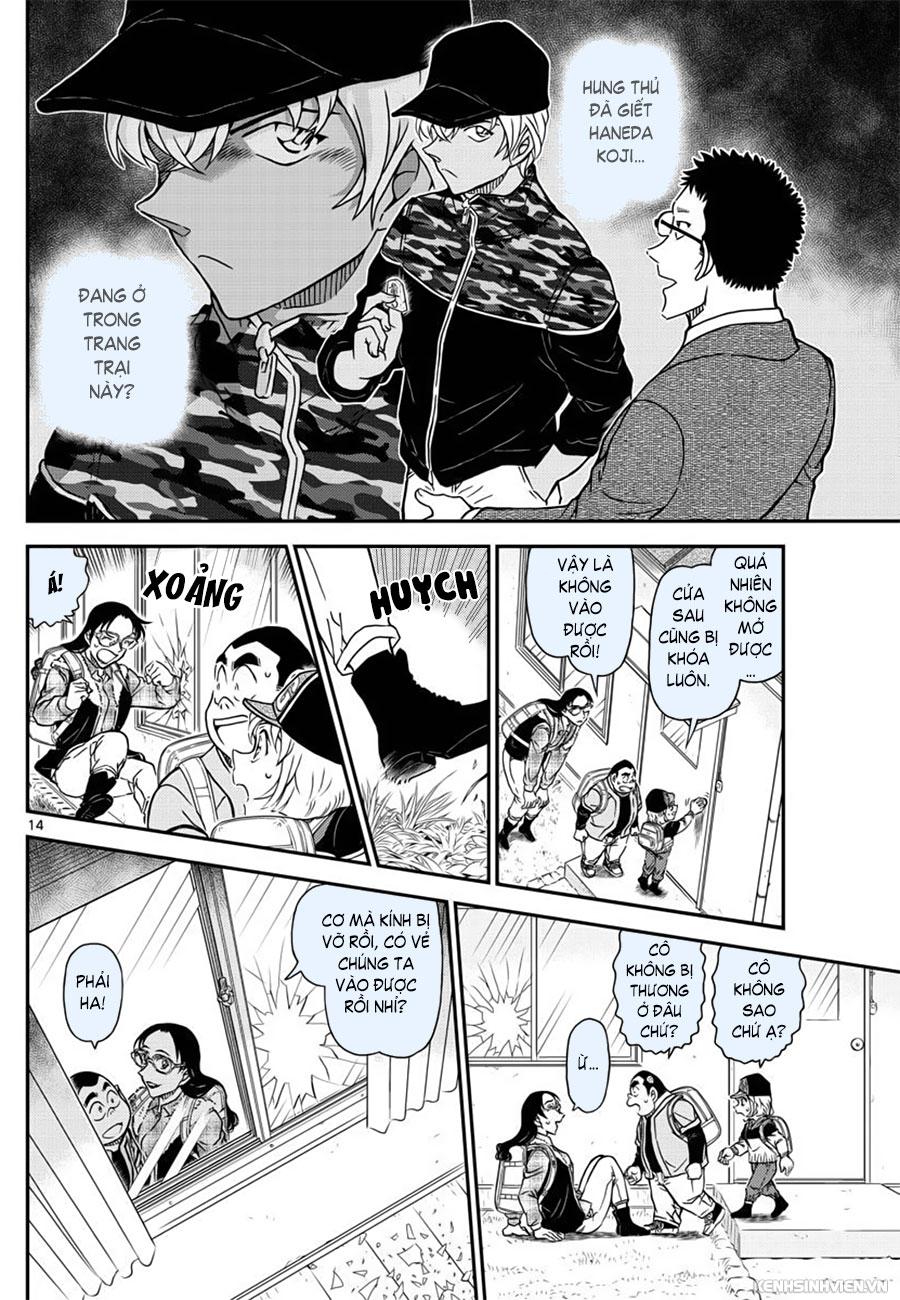 HUNG THỦ
ĐÃ GIẾT
HANEDA
KOJI...
ĐANG Ở
TRONG
TRANG
TRẠI
NÀY?
QUẢ
NHIÊN
KHÔNG
MỞ
ĐƯỢC
...
CỬA
SAU
CŨNG BỊ
KHÓA
LUÔN.
VẬY LÀ
KHÔNG
VÀO
ĐƯỢC
RỒI!
HUỴCH
XOẢNG
Á!
14
CÔ
KHÔNG
SAO
CHỨ Ạ?
CÔ
KHÔNG BỊ
THƯƠNG
Ở ĐÂU
CHỨ?
Ừ...
CƠ MÀ KÍNH BỊ
VỠ RỒI, CÓ VẺ
CHÚNG TA
VÀO ĐƯỢC
RỒI NHỈ?
PHẢI
HA!
KENHSINHVIEN.VN